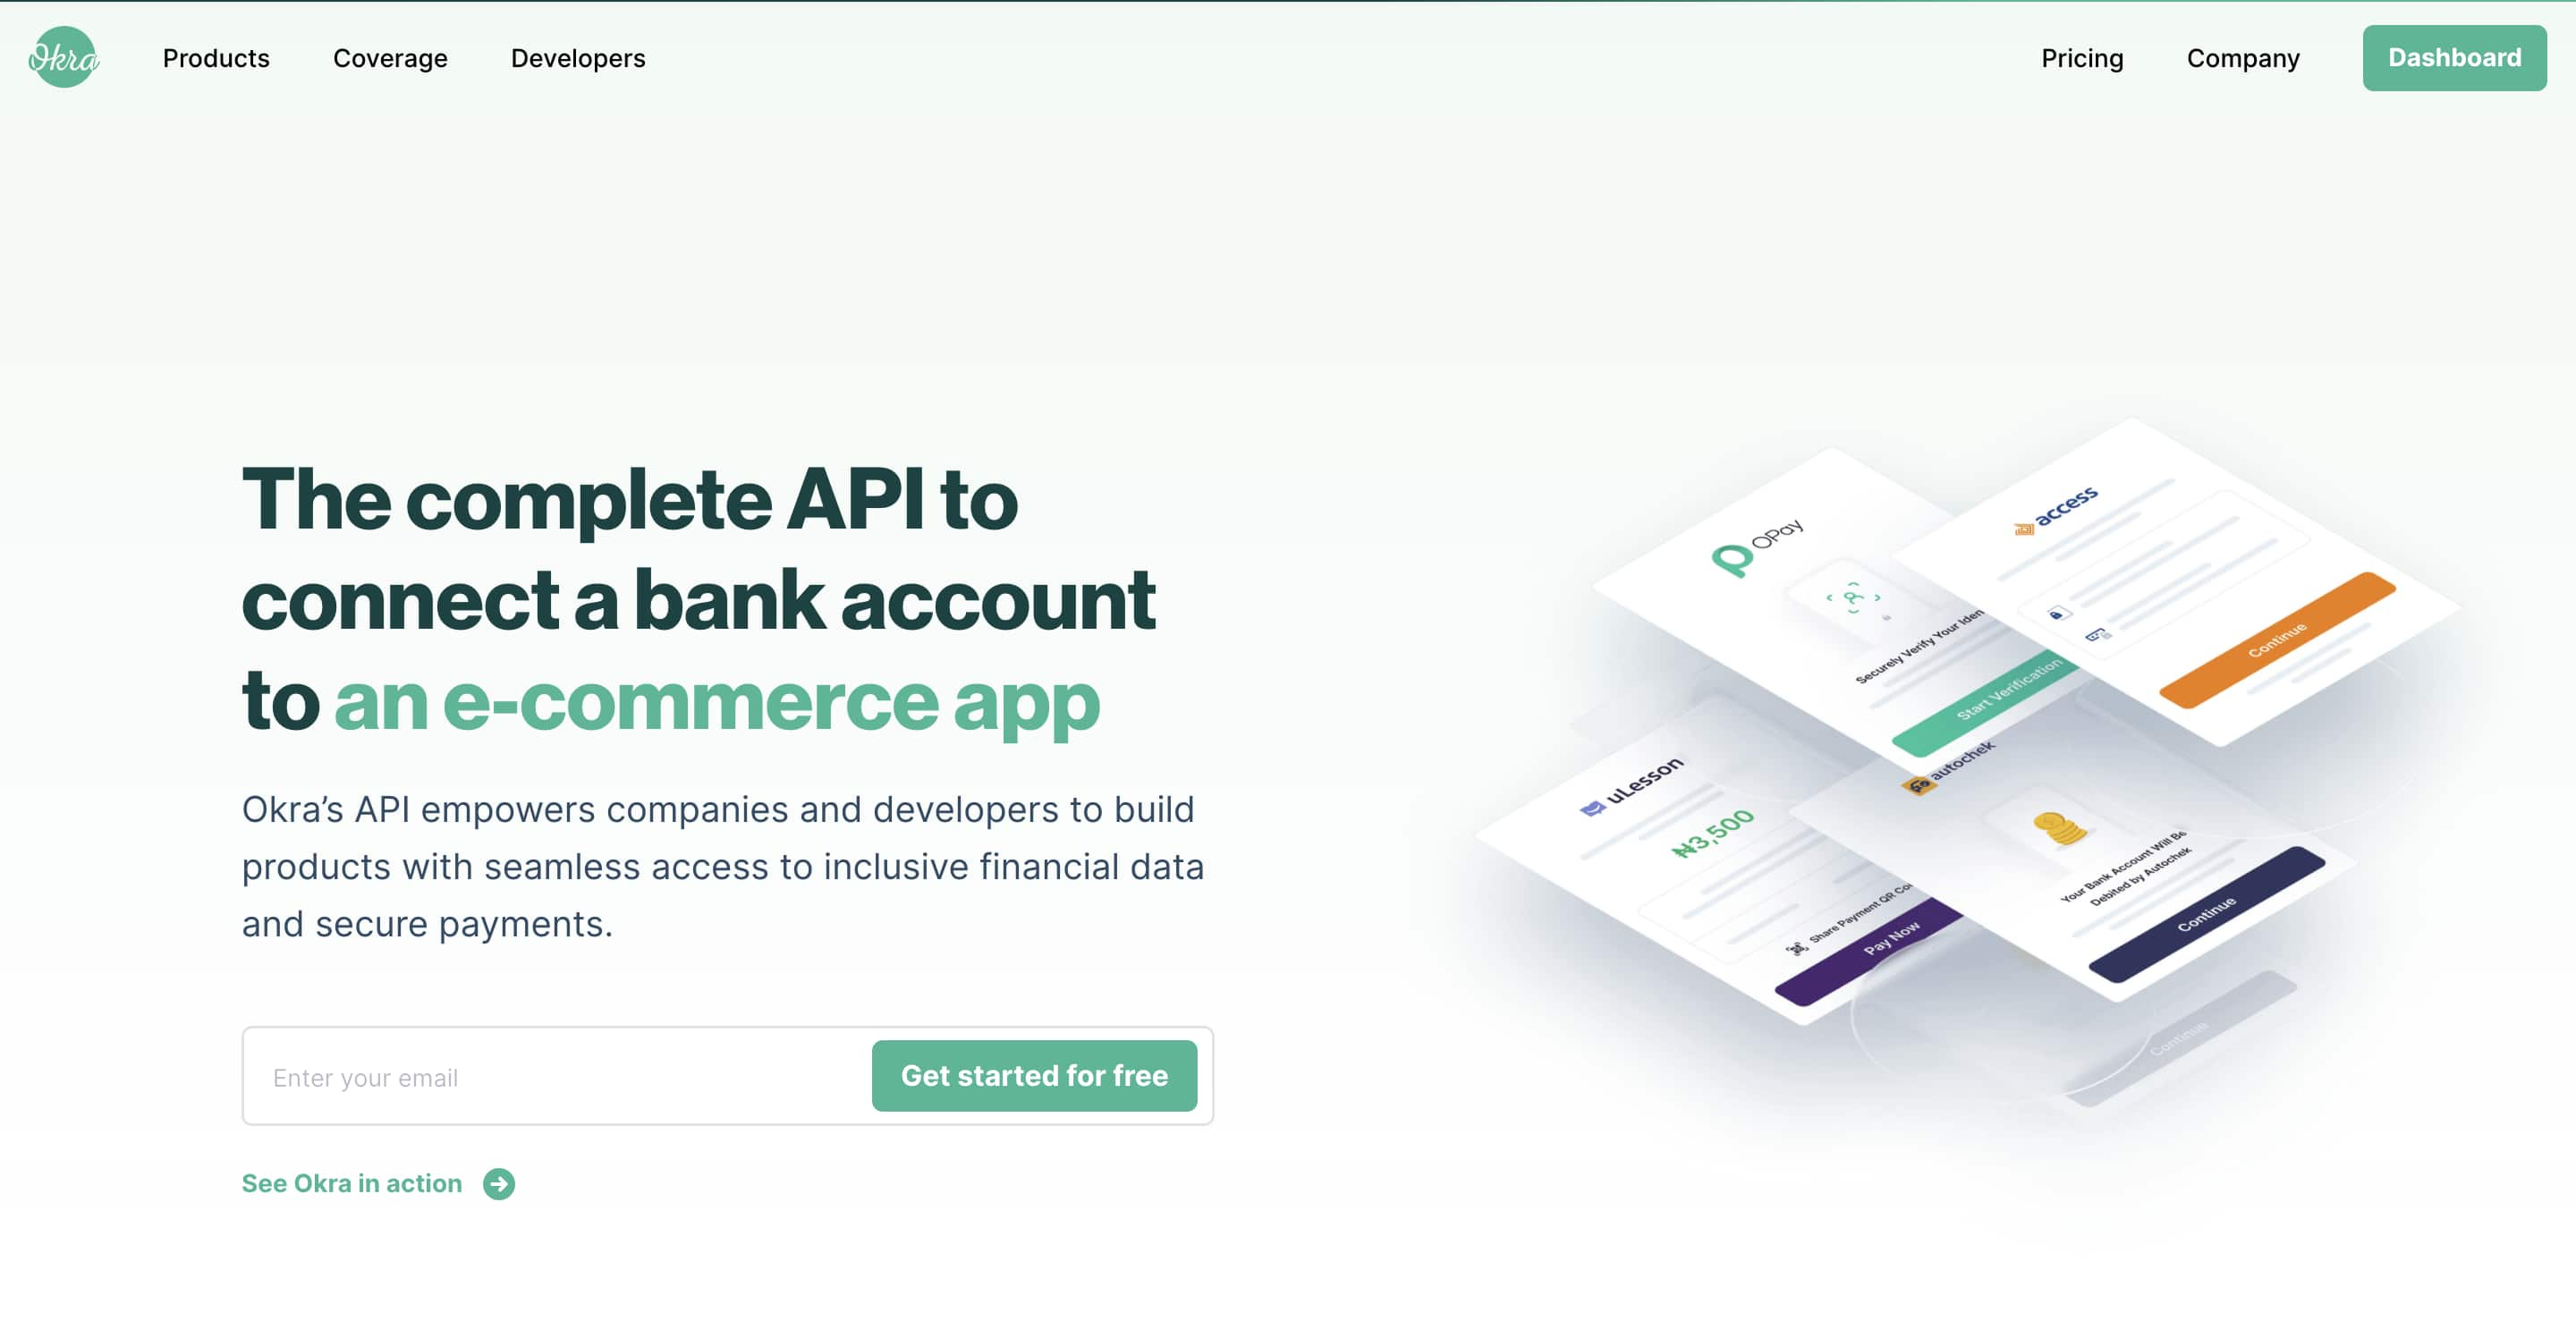 Okra
Products
Coverage
Developers
Pricing
Company
Dashboard
The complete API to
connect a bank account
to an e-commerce app
Okra’s API empowers companies and developers to build
products with seamless access to inclusive financial data
and secure payments.
Enter your email
Get started for free
See Okra in action
OPay
Securely Verify Your Iden
Start Verification
access
Continue
uLesson
₦3,500
Share Payment QR Co
Pay Now
autochek
Your Bank Account Will Be
Debited by Autochek
Continue
Continue